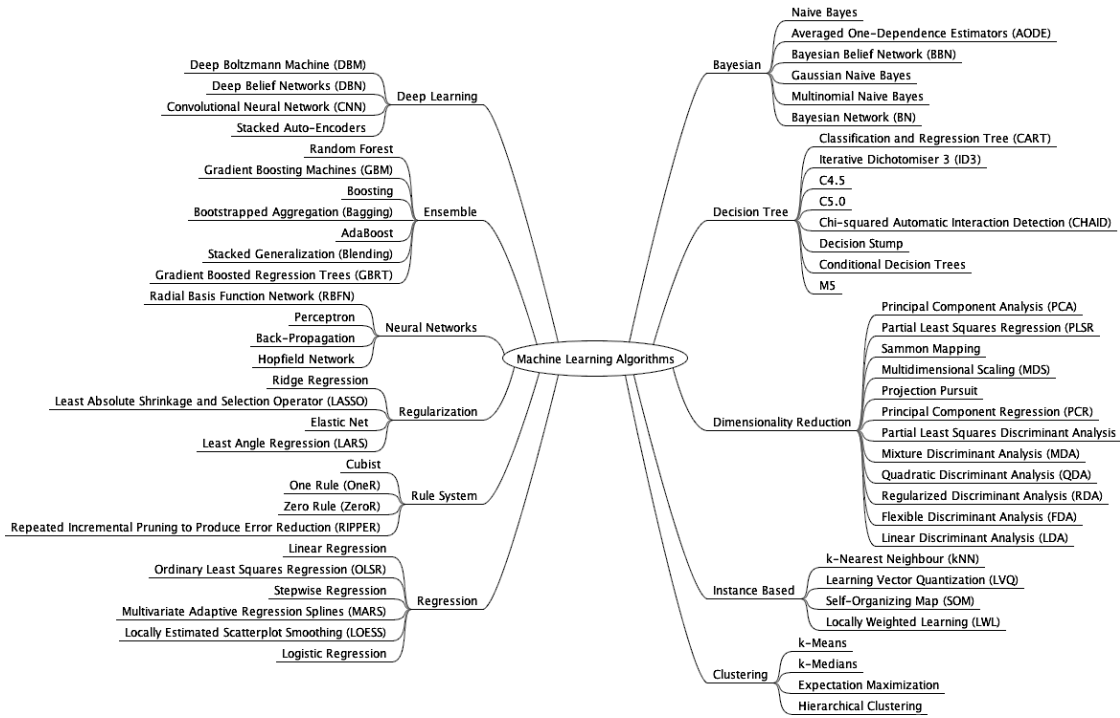 Machine Learning Algorithms
Deep Learning
Deep Boltzmann Machine (DBM)
Deep Belief Networks (DBN)
Convolutional Neural Network (CNN)
Stacked Auto-Encoders
Ensemble
Random Forest
Gradient Boosting Machines (GBM)
Boosting
Bootstrapped Aggregation (Bagging)
AdaBoost
Stacked Generalization (Blending)
Gradient Boosted Regression Trees (GBRT)
Neural Networks
Radial Basis Function Network (RBFN)
Perceptron
Back-Propagation
Hopfield Network
Regularization
Ridge Regression
Least Absolute Shrinkage and Selection Operator (LASSO)
Elastic Net
Least Angle Regression (LARS)
Rule System
Cubist
One Rule (OneR)
Zero Rule (ZeroR)
Repeated Incremental Pruning to Produce Error Reduction (RIPPER)
Regression
Linear Regression
Ordinary Least Squares Regression (OLSR)
Stepwise Regression
Multivariate Adaptive Regression Splines (MARS)
Locally Estimated Scatterplot Smoothing (LOESS)
Logistic Regression
Bayesian
Naive Bayes
Averaged One-Dependence Estimators (AODE)
Bayesian Belief Network (BBN)
Gaussian Naive Bayes
Multinomial Naive Bayes
Bayesian Network (BN)
Decision Tree
Classification and Regression Tree (CART)
Iterative Dichotomiser 3 (ID3)
C4.5
C5.0
Chi-squared Automatic Interaction Detection (CHAID)
Decision Stump
Conditional Decision Trees
M5
Dimensionality Reduction
Principal Component Analysis (PCA)
Partial Least Squares Regression (PLSR
Sammon Mapping
Multidimensional Scaling (MDS)
Projection Pursuit
Principal Component Regression (PCR)
Partial Least Squares Discriminant Analysis
Mixture Discriminant Analysis (MDA)
Quadratic Discriminant Analysis (QDA)
Regularized Discriminant Analysis (RDA)
Flexible Discriminant Analysis (FDA)
Linear Discriminant Analysis (LDA)
Instance Based
k-Nearest Neighbour (kNN)
Learning Vector Quantization (LVQ)
Self-Organizing Map (SOM)
Locally Weighted Learning (LWL)
Clustering
k-Means
k-Medians
Expectation Maximization
Hierarchical Clustering